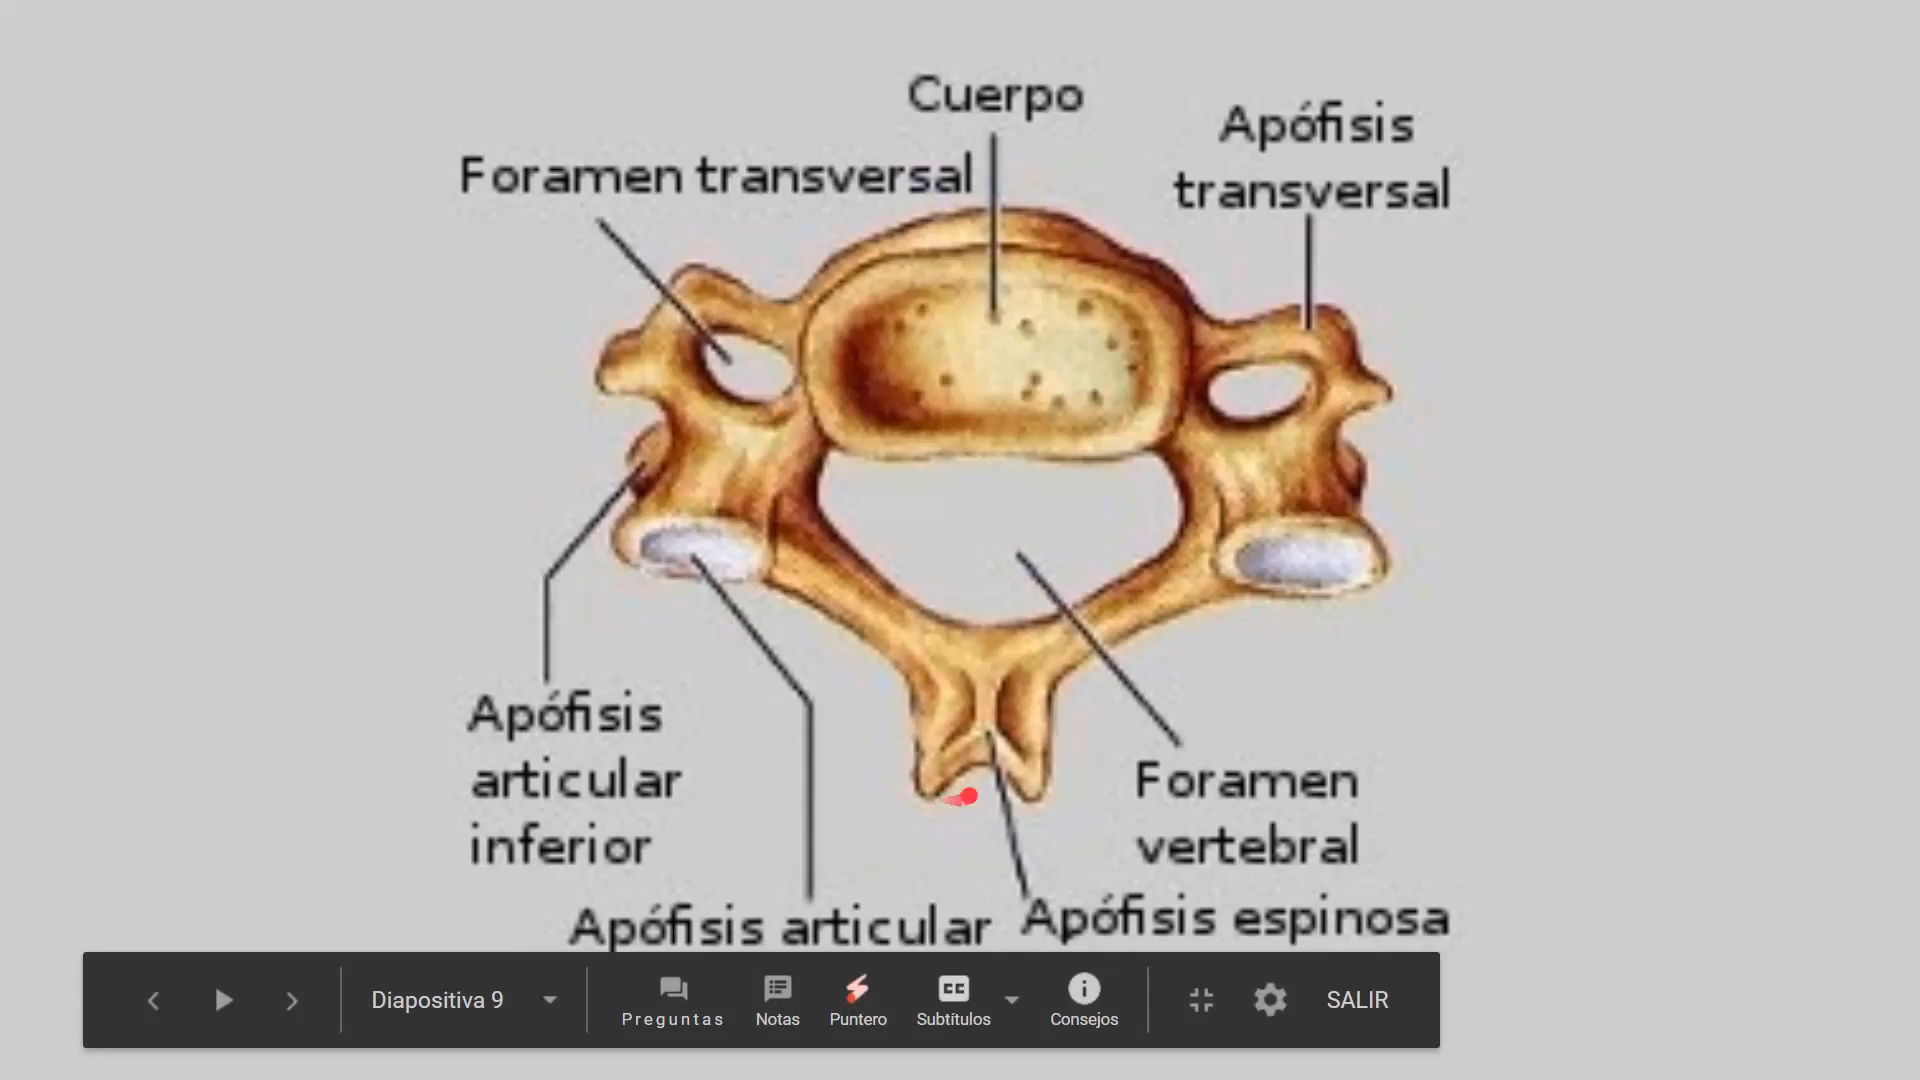 Cuerpo
Apófisis
transversal
Foramen transversal
Apófisis
articular
inferior
Foramen
vertebral
Apófisis articular
Apófisis espinosa
Diapositiva 9
Preguntas
Notas
Puntero
CC
Subtítulos
Consejos
SALIR